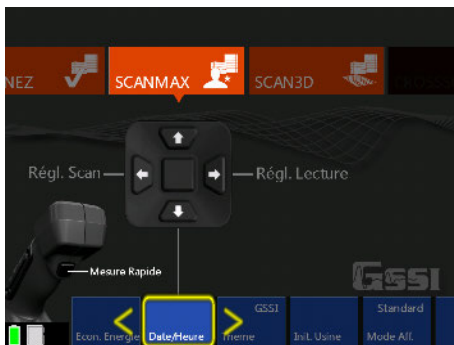 NEZ
SCANMAX
SCAN3D
Régl. Scan
Régl. Lecture
Mesure Rapide
GSSI
Econ. Energie
Date/Heure
GSSI
Theme
Init. Usine
Standard
Mode Aff.